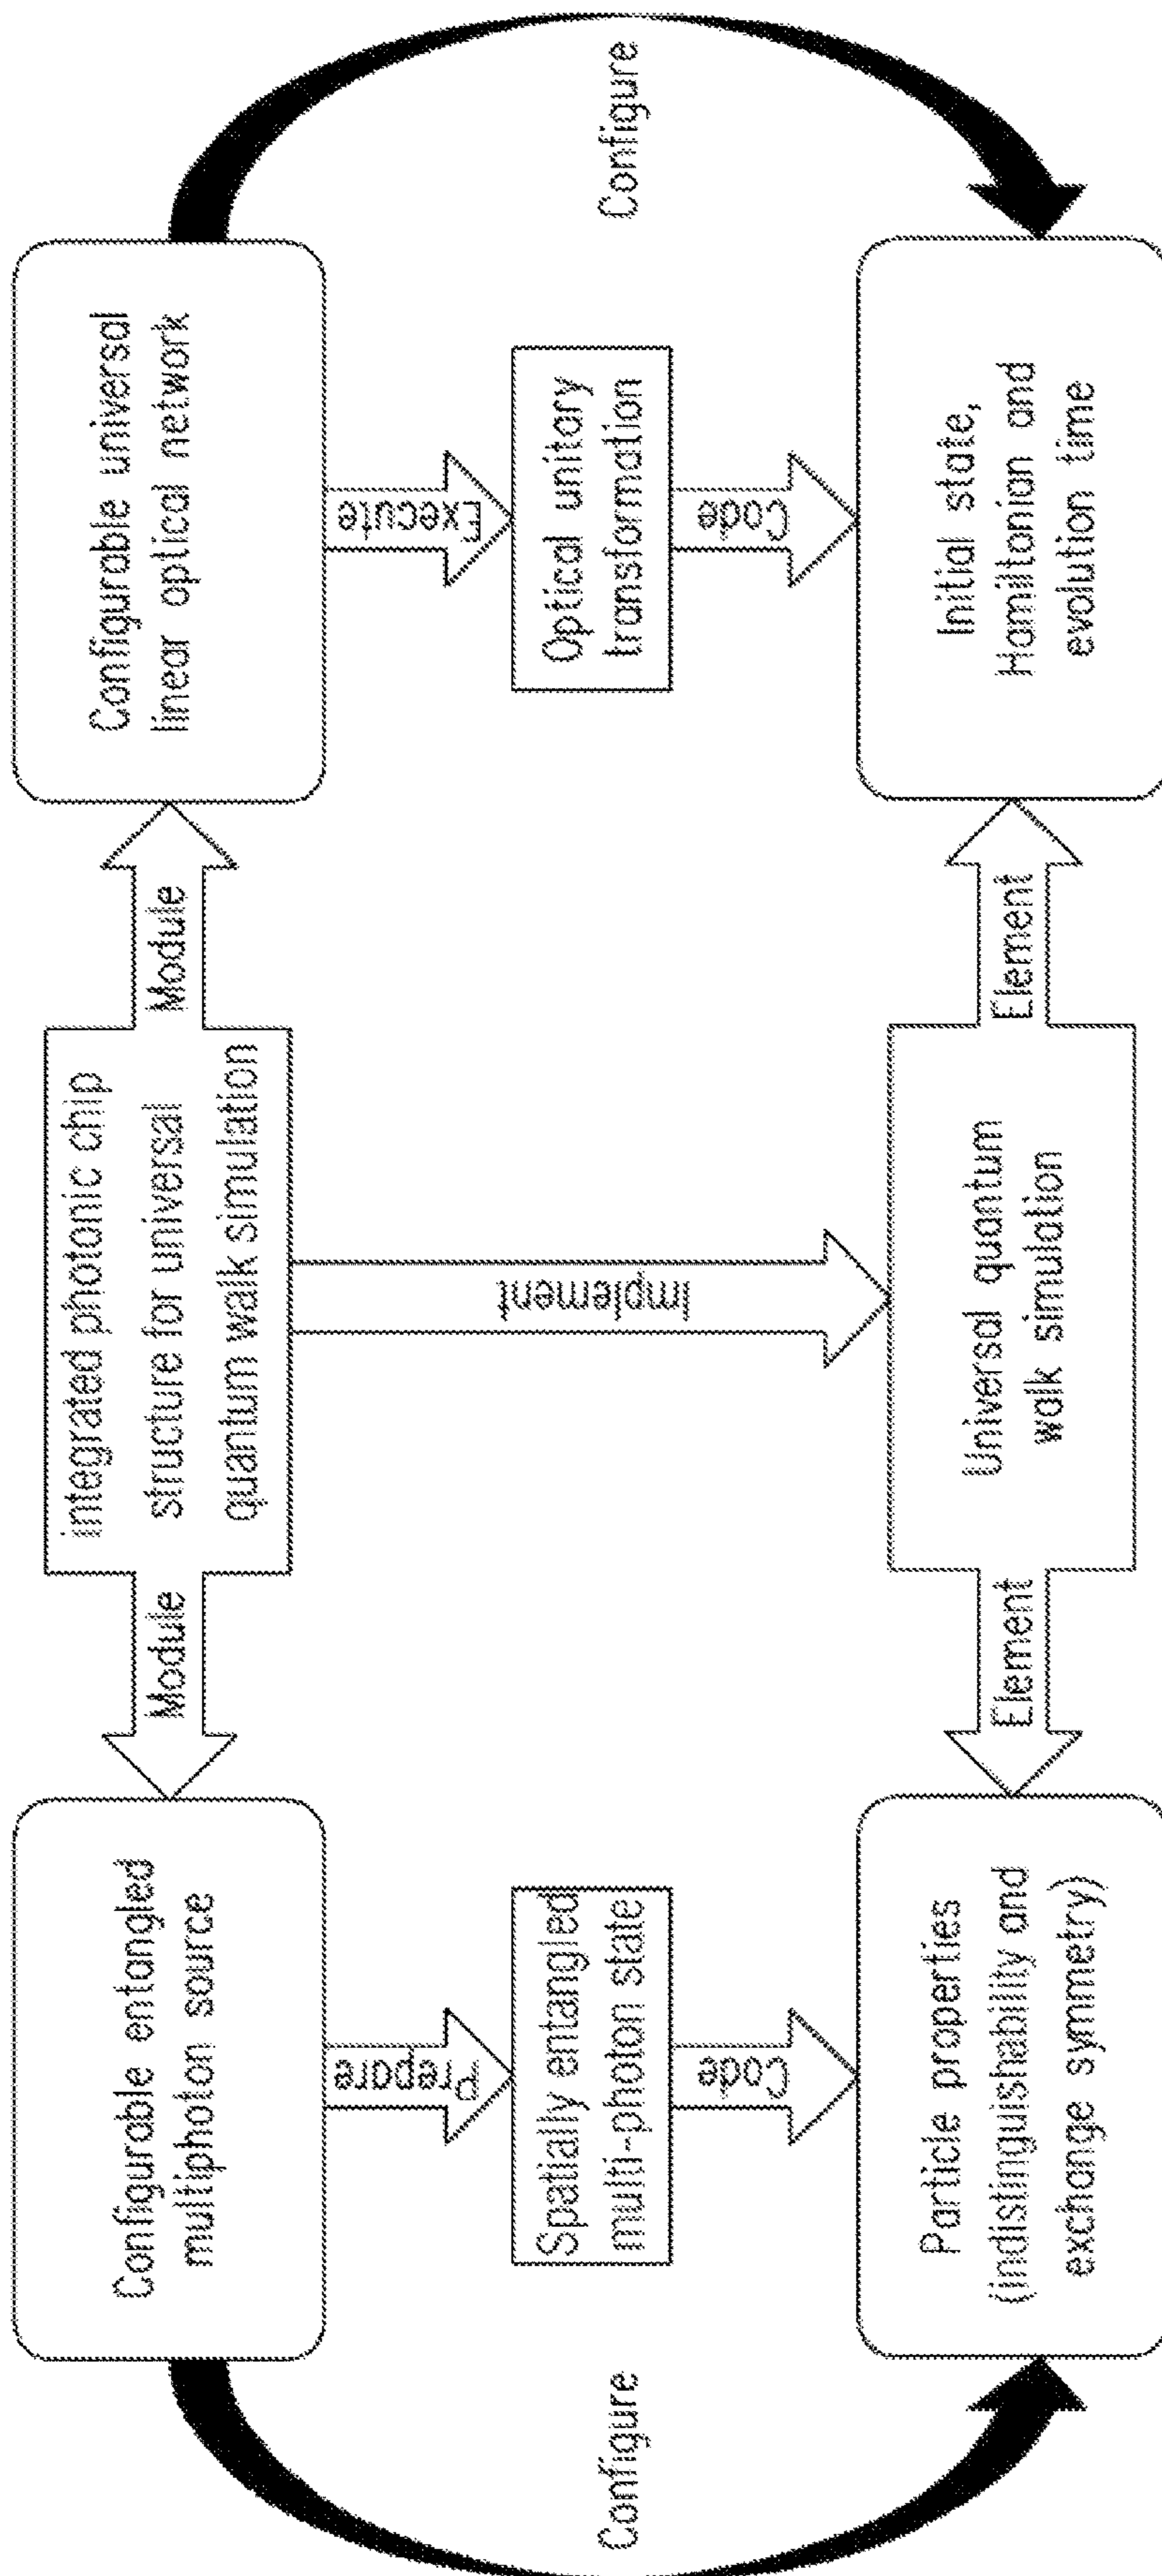 Configurable entangled
multiphoton source
Module
integrated photonic chip
structure for universal
quantum walk simulation
Module
Configurable universal
linear optical network
Configure
Prepare
Implement
Execute
Configure
Spatially entangled
multi-photon state
Optical unitary
transformation
Code
Code
Particle properties
(indistinguishability and
exchange symmetry)
Element
Universal quantum
walk simulation
Element
Initial state,
Hamiltonian and
evolution time